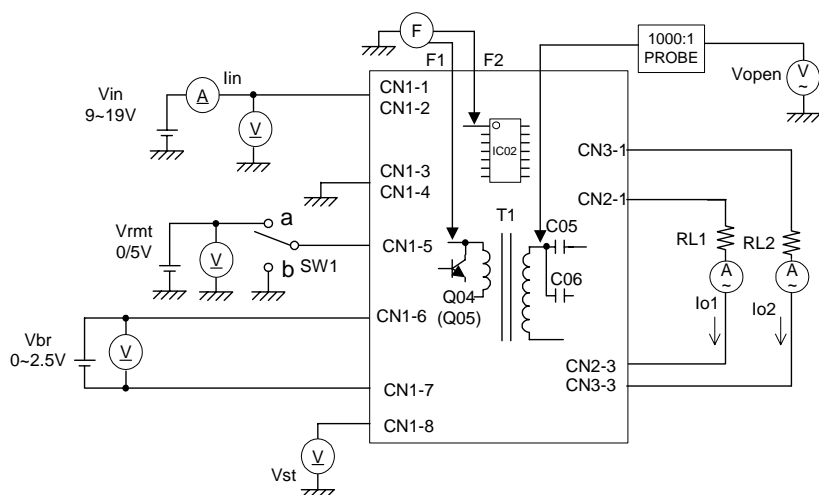 F
1000:1
PROBE
V
~
Vopen
F1
F2
Vin
9~19V
A
Iin
V
CN1-1
CN1-2
IC02
CN3-1
CN1-3
CN1-4
CN2-1
Vrmt
0/5V
V
a
b
SW1
CN1-5
T1
C05
C06
Q04
(Q05)
RL1
RL2
A
~
A
~
Io1
Io2
Vbr
0~2.5V
V
CN1-6
CN1-7
CN1-8
CN2-3
CN3-3
V
Vst